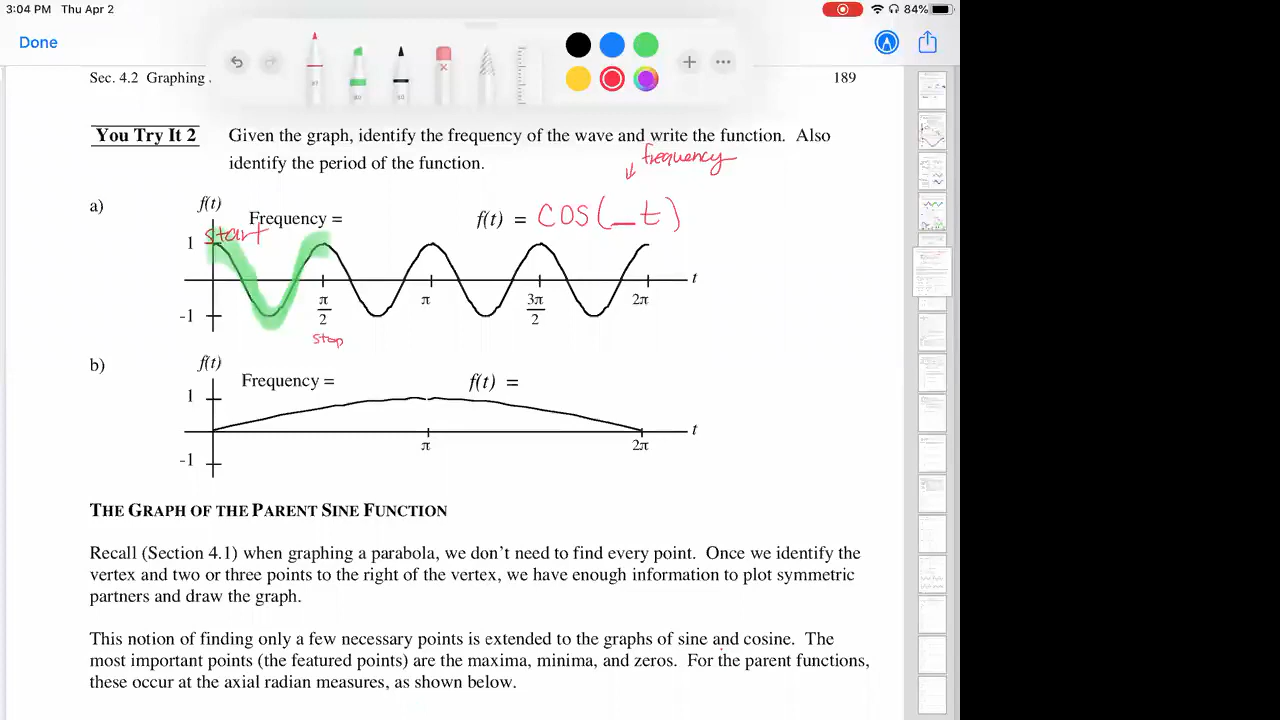 3:04 PM Thu Apr 2
84%
Done
Sec. 4.2 Graphing
189
You Try It 2 Given the graph, identify the frequency of the wave and write the function. Also
identify the period of the function.
frequency
a) f(t) Frequency = f(t) = cos(_t)
start
1
t
π/2 π 3π/2 2π
-1
stop
b) f(t) Frequency = f(t) =
1
t
π 2π
-1
THE GRAPH OF THE PARENT SINE FUNCTION
Recall (Section 4.1) when graphing a parabola, we don't need to find every point. Once we identify the
vertex and two or three points to the right of the vertex, we have enough information to plot symmetric
partners and draw the graph.
This notion of finding only a few necessary points is extended to the graphs of sine and cosine. The
most important points (the featured points) are the maxima, minima, and zeros. For the parent functions,
these occur at the axial radian measures, as shown below.